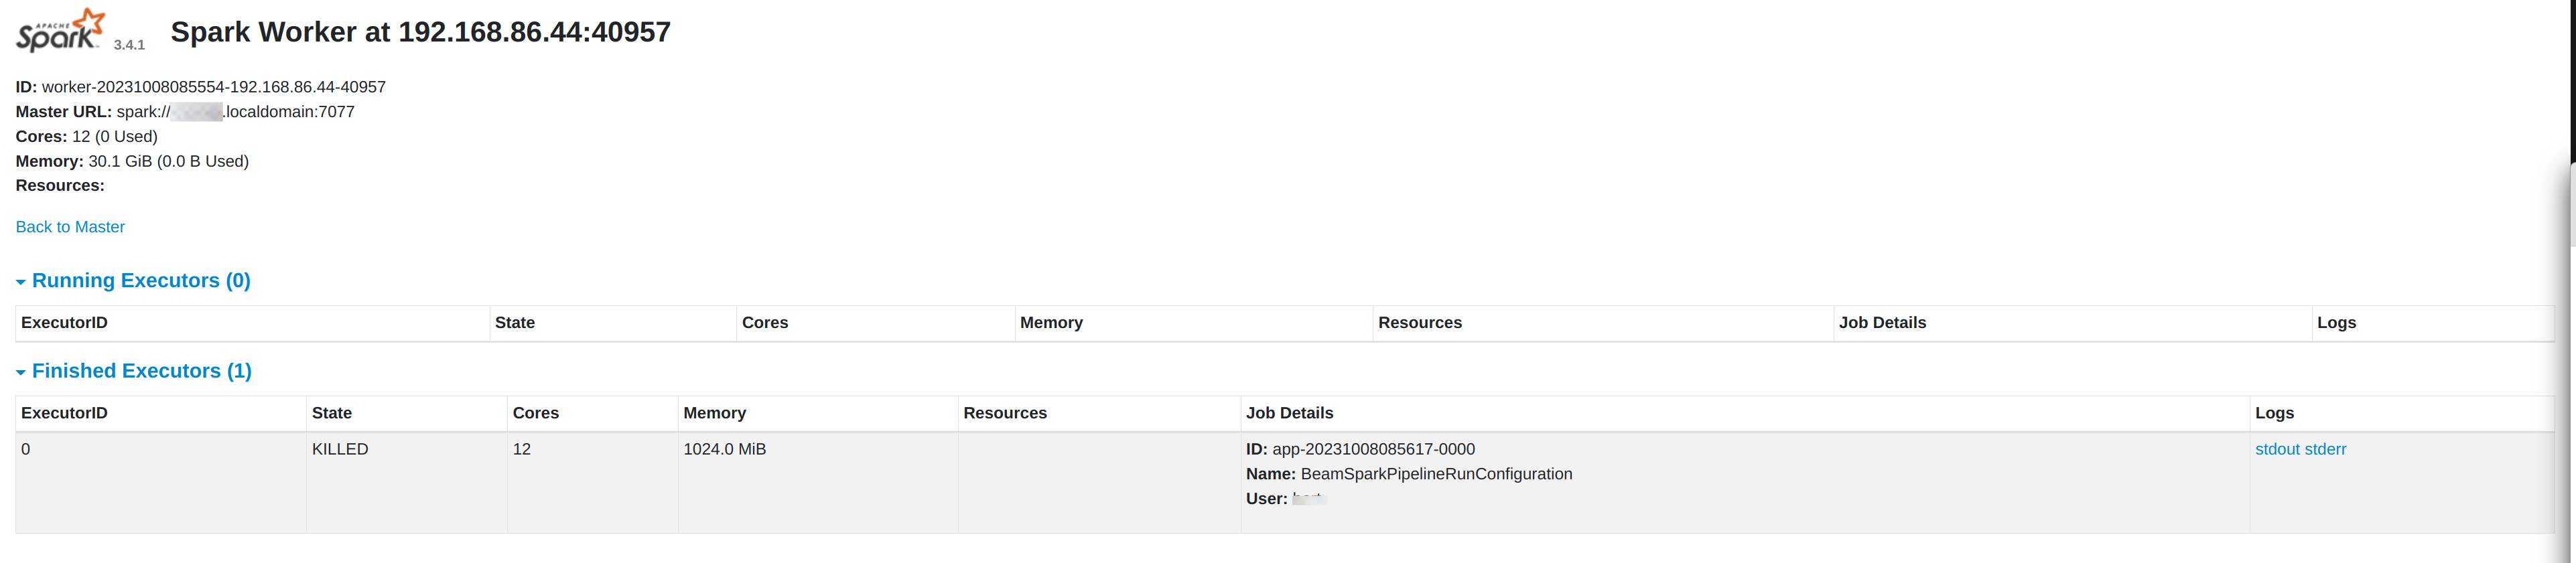 APACHE Spark 3.4.1 Spark Worker at 192.168.86.44:40957
ID: worker-20231008085554-192.168.86.44-40957
Master URL: spark:// .localdomain:7077
Cores: 12 (0 Used)
Memory: 30.1 GiB (0.0 B Used)
Resources:
Back to Master
Running Executors (0)
ExecutorID State Cores Memory Resources Job Details Logs
Finished Executors (1)
ExecutorID State Cores Memory Resources Job Details Logs
0 KILLED 12 1024.0 MiB ID: app-20231008085617-0000 stdout stderr
Name: BeamSparkPipelineRunConfiguration
User: